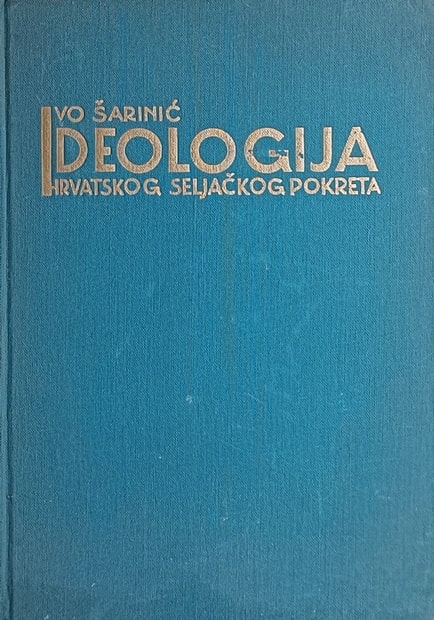 IVO ŠARINIĆ
IDEOLOGIJA
HRVATSKOG SELJAČKOG POKRETA